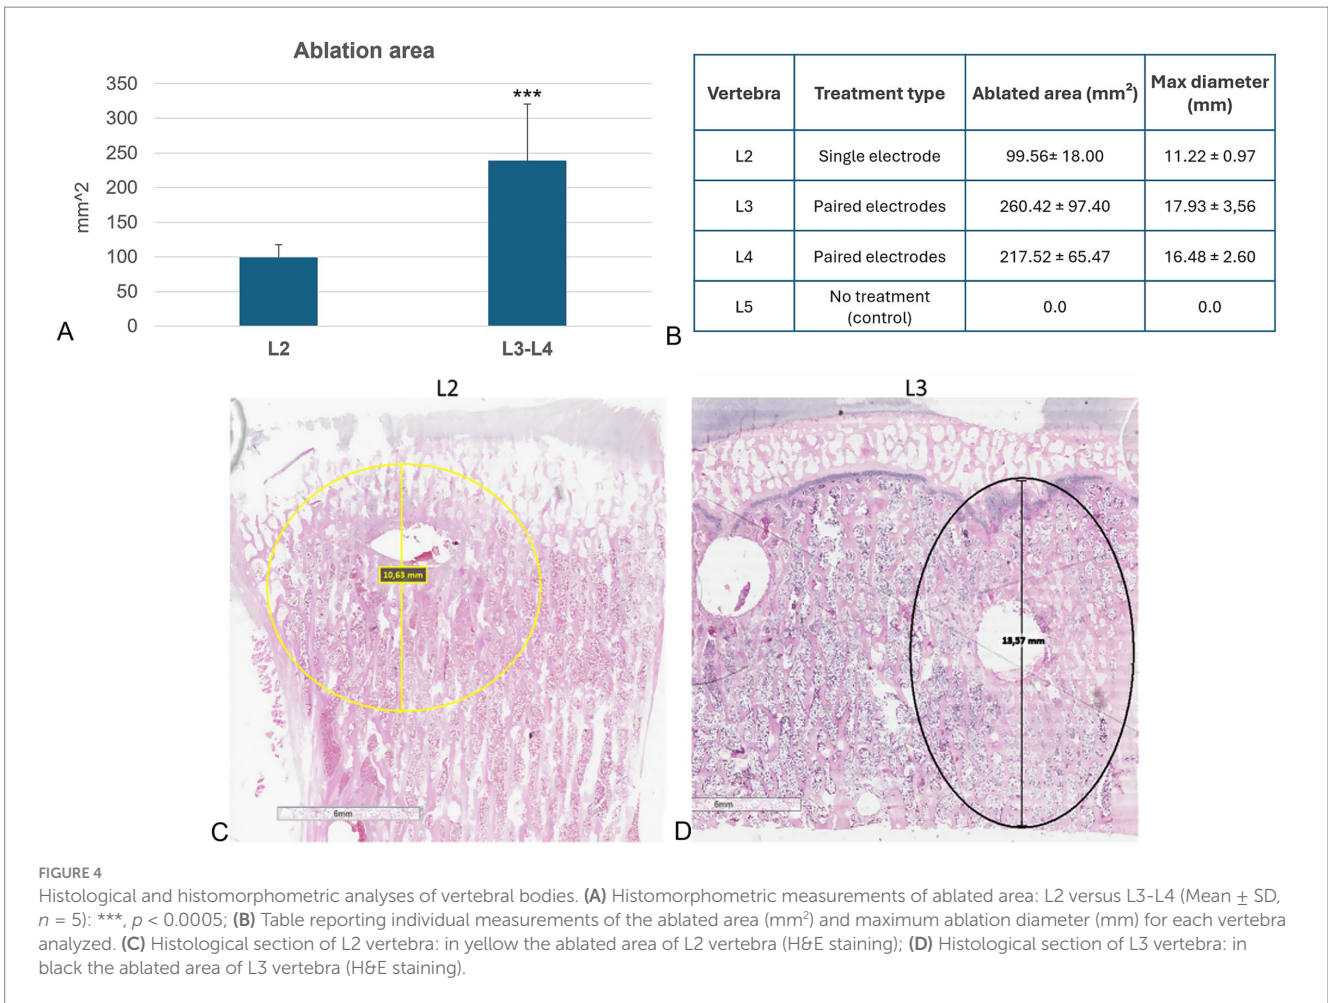 Ablation area
350
300
250
200
150
100
50
0
mm^2
***
L2
L3-L4
A
Vertebra Treatment type Ablated area (mm²) Max diameter (mm)
L2 Single electrode 99.56± 18.00 11.22 ± 0.97
L3 Paired electrodes 260.42 ± 97.40 17.93 ± 3,56
L4 Paired electrodes 217.52 ± 65.47 16.48 ± 2.60
L5 No treatment (control) 0.0 0.0
B
L2
10,63 mm
6mm
C
L3
13,57 mm
6mm
D
FIGURE 4
Histological and histomorphometric analyses of vertebral bodies. (A) Histomorphometric measurements of ablated area: L2 versus L3-L4 (Mean ± SD,
n = 5): ***, p < 0.0005; (B) Table reporting individual measurements of the ablated area (mm²) and maximum ablation diameter (mm) for each vertebra
analyzed. (C) Histological section of L2 vertebra: in yellow the ablated area of L2 vertebra (H&E staining); (D) Histological section of L3 vertebra: in
black the ablated area of L3 vertebra (H&E staining).